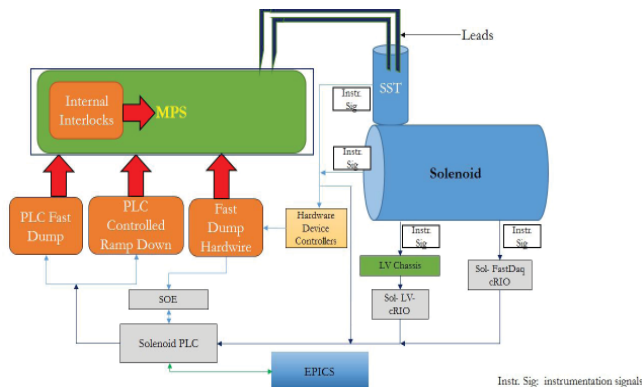 Leads
Instr.
Sig
SST
Internal
Interlocks
MPS
Instr.
Sig
Solenoid
PLC Fast
Dump
PLC
Controlled
Ramp Down
Fast
Dump
Hardwire
Hardware
Device
Controllers
Instr.
Sig
Instr.
Sig
LV Chassis
Sol- FastDaq
cRIO
SOE
Sol- LV-
cRIO
Solenoid PLC
EPICS
Instr. Sig: instrumentation signals